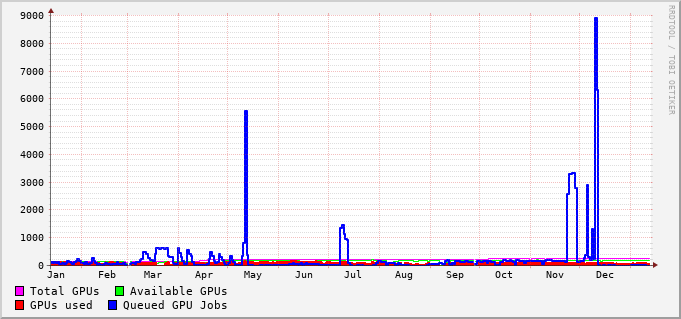 9000
8000
7000
6000
5000
4000
3000
2000
1000
0
Jan Feb Mar Apr May Jun Jul Aug Sep Oct Nov Dec
Total GPUs Available GPUs
GPUs used Queued GPU Jobs
RRDTOOL / TOBI OETIKER